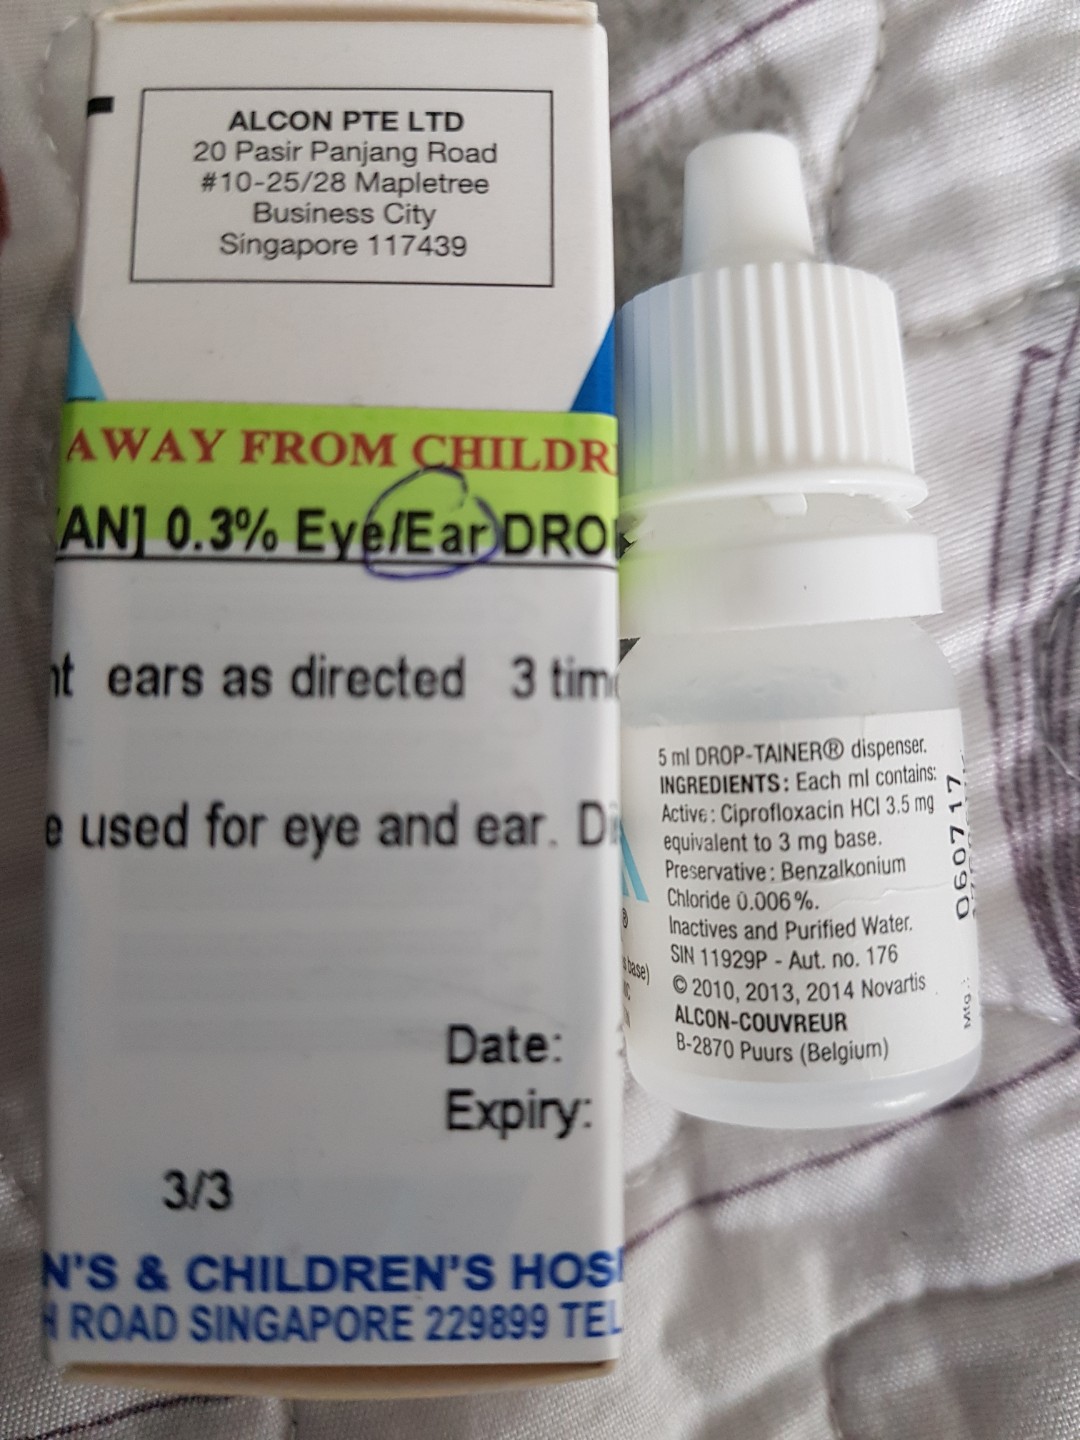 ALCON PTE LTD
20 Pasir Panjang Road
#10-25/28 Mapletree
Business City
Singapore 117439
AWAY FROM CHILDR
AN] 0.3% Eye/Ear DRO
ears as directed 3 tim
e used for eye and ear. Di
Date:
Expiry:
3/3
N'S & CHILDREN'S HOS
ROAD SINGAPORE 229899 TEL
5 ml DROP-TAINER® dispenser.
INGREDIENTS: Each ml contains:
Active: Ciprofloxacin HCl 3.5 mg
equivalent to 3 mg base.
Preservative: Benzalkonium
Chloride 0.006%.
Inactives and Purified Water.
SIN 11929P - Aut. no. 176
© 2010, 2013, 2014 Novartis
ALCON-COUVREUR
B-2870 Puurs (Belgium)
®
base)
060717
Mfg.: